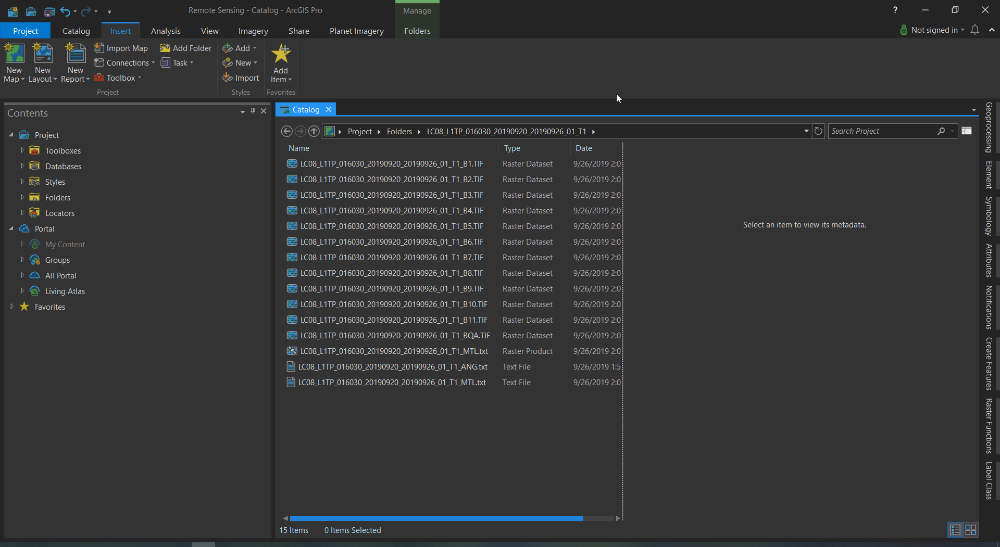 Remote Sensing - Catalog - ArcGIS Pro
Manage
?
Project
Catalog
Insert
Analysis
View
Imagery
Share
Planet Imagery
Folders
Not signed in
New Map
New Layout
New Report
Import Map
Connections
Toolbox
Add Folder
Task
Project
Add
New
Import
Styles
Add Item
Favorites
Contents
Project
Toolboxes
Databases
Styles
Folders
Locators
Portal
My Content
Groups
All Portal
Living Atlas
Favorites
Catalog
Project Folders LC08_L1TP_016030_20190920_20190926_01_T1
Search Project
Name Type Date
LC08_L1TP_016030_20190920_20190926_01_T1_B1.TIF Raster Dataset 9/26/2019 2:0
LC08_L1TP_016030_20190920_20190926_01_T1_B2.TIF Raster Dataset 9/26/2019 2:0
LC08_L1TP_016030_20190920_20190926_01_T1_B3.TIF Raster Dataset 9/26/2019 2:0
LC08_L1TP_016030_20190920_20190926_01_T1_B4.TIF Raster Dataset 9/26/2019 2:0
LC08_L1TP_016030_20190920_20190926_01_T1_B5.TIF Raster Dataset 9/26/2019 2:0
LC08_L1TP_016030_20190920_20190926_01_T1_B6.TIF Raster Dataset 9/26/2019 2:0
LC08_L1TP_016030_20190920_20190926_01_T1_B7.TIF Raster Dataset 9/26/2019 2:0
LC08_L1TP_016030_20190920_20190926_01_T1_B8.TIF Raster Dataset 9/26/2019 2:0
LC08_L1TP_016030_20190920_20190926_01_T1_B9.TIF Raster Dataset 9/26/2019 2:0
LC08_L1TP_016030_20190920_20190926_01_T1_B10.TIF Raster Dataset 9/26/2019 2:0
LC08_L1TP_016030_20190920_20190926_01_T1_B11.TIF Raster Dataset 9/26/2019 2:0
LC08_L1TP_016030_20190920_20190926_01_T1_BQA.TIF Raster Dataset 9/26/2019 2:0
LC08_L1TP_016030_20190920_20190926_01_T1_MTL.txt Raster Product 9/26/2019 2:0
LC08_L1TP_016030_20190920_20190926_01_T1_ANG.txt Text File 9/26/2019 1:5
LC08_L1TP_016030_20190920_20190926_01_T1_MTL.txt Text File 9/26/2019 2:0
15 Items 0 Items Selected
Select an item to view its metadata.
Geoprocessing
Element
Symbology
Attributes
Notifications
Create Features
Raster Functions
Label Class